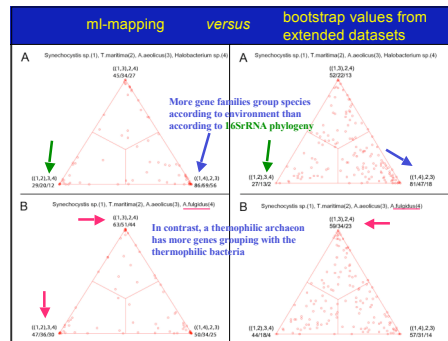 ml-mapping versus bootstrap values from
extended datasets
A
Synechocystis sp.(1), T.maritima(2), A.aeolicus(3), Halobacterium sp.(4)
((1,3),2,4)
45/34/27
((1,2),3,4)
29/20/12
((1,4),2,3)
86/69/56
A
Synechocystis sp.(1), T.maritima(2), A.aeolicus(3), Halobacterium sp.(4)
((1,3),2,4)
52/22/13
((1,2),3,4)
27/13/2
((1,4),2,3)
81/47/18
More gene families group species
according to environment than
according to 16SrRNA phylogeny
B
Synechocystis sp.(1), T.maritima(2), A.aeolicus(3), A.fulgidus(4)
((1,3),2,4)
63/51/44
((1,2),3,4)
47/36/30
((1,4),2,3)
50/34/25
B
Synechocystis sp.(1), T.maritima(2), A.aeolicus(3), A.fulgidus(4)
((1,3),2,4)
59/34/23
((1,2),3,4)
44/18/4
((1,4),2,3)
57/31/14
In contrast, a thermophilic archaeon
has more genes grouping with the
thermophilic bacteria